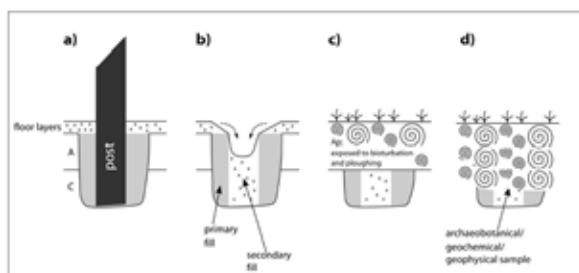 a)
b)
c)
d)
floor layers
A
C
post
primary
fill
secondary
fill
Ap:
exposed to bioturbation
and ploughing
archaeobotanical/
geochemical/
geophysical sample